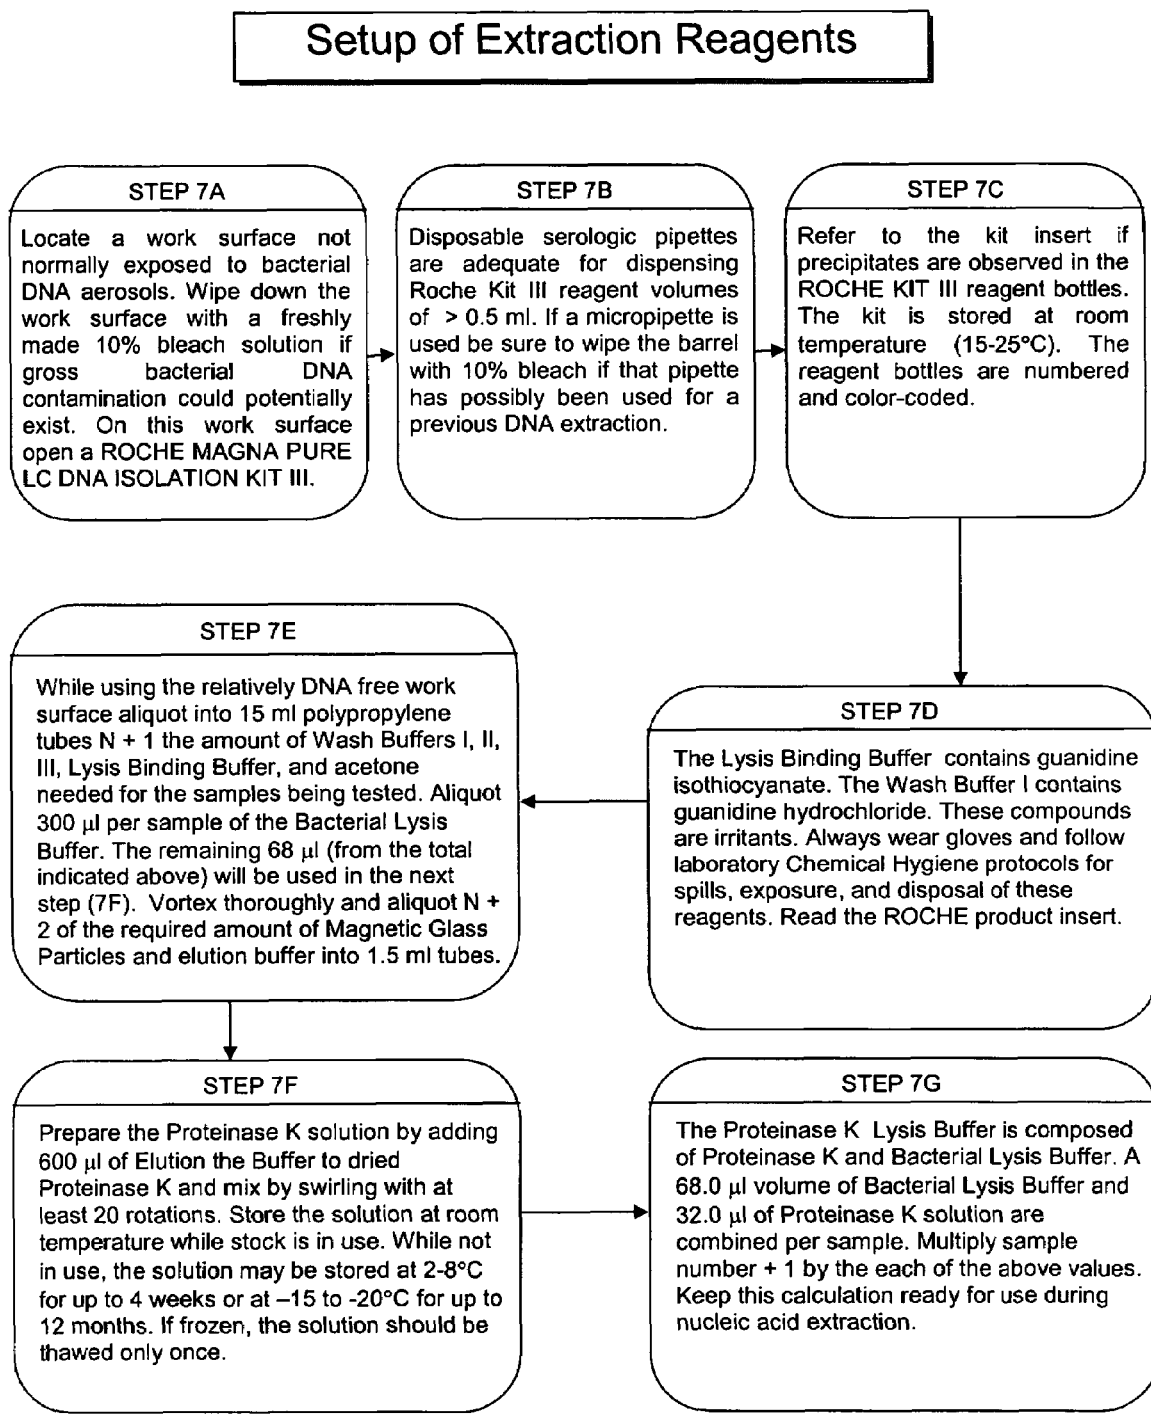 Setup of Extraction Reagents
STEP 7A
Locate a work surface not
normally exposed to bacterial
DNA aerosols. Wipe down the
work surface with a freshly
made 10% bleach solution if
gross bacterial DNA
contamination could potentially
exist. On this work surface
open a ROCHE MAGNA PURE
LC DNA ISOLATION KIT III.
STEP 7B
Disposable serologic pipettes
are adequate for dispensing
Roche Kit III reagent volumes
of > 0.5 ml. If a micropipette is
used be sure to wipe the barrel
with 10% bleach if that pipette
has possibly been used for a
previous DNA extraction.
STEP 7C
Refer to the kit insert if
precipitates are observed in the
ROCHE KIT III reagent bottles.
The kit is stored at room
temperature (15-25°C). The
reagent bottles are numbered
and color-coded.
STEP 7D
The Lysis Binding Buffer contains guanidine
isothiocyanate. The Wash Buffer I contains
guanidine hydrochloride. These compounds
are irritants. Always wear gloves and follow
laboratory Chemical Hygiene protocols for
spills, exposure, and disposal of these
reagents. Read the ROCHE product insert.
STEP 7E
While using the relatively DNA free work
surface aliquot into 15 ml polypropylene
tubes N + 1 the amount of Wash Buffers I, II,
III, Lysis Binding Buffer, and acetone
needed for the samples being tested. Aliquot
300 µl per sample of the Bacterial Lysis
Buffer. The remaining 68 µl (from the total
indicated above) will be used in the next
step (7F). Vortex thoroughly and aliquot N +
2 of the required amount of Magnetic Glass
Particles and elution buffer into 1.5 ml tubes.
STEP 7F
Prepare the Proteinase K solution by adding
600 µl of Elution the Buffer to dried
Proteinase K and mix by swirling with at
least 20 rotations. Store the solution at room
temperature while stock is in use. While not
in use, the solution may be stored at 2-8°C
for up to 4 weeks or at –15 to -20°C for up to
12 months. If frozen, the solution should be
thawed only once.
STEP 7G
The Proteinase K Lysis Buffer is composed
of Proteinase K and Bacterial Lysis Buffer. A
68.0 µl volume of Bacterial Lysis Buffer and
32.0 µl of Proteinase K solution are
combined per sample. Multiply sample
number + 1 by the each of the above values.
Keep this calculation ready for use during
nucleic acid extraction.